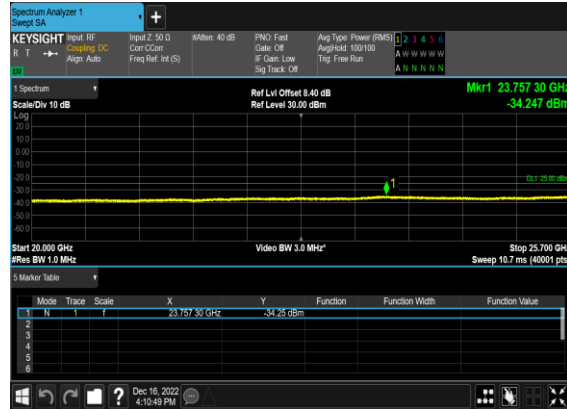 Spectrum Analyzer 1
Swept SA
KEYSIGHT Input: RF Input Z: 50 Ω #Atten: 40 dB PNO: Fast Avg Type: Power (RMS) 1 2 3 4 5 6
R T Coupling: DC Corr CCorr Gate: Off Avg|Hold: 100/100 A W W W W W
Align: Auto Freq Ref: Int (S) IF Gain: Low Trig: Free Run
Sig Track: Off A N N N N N
1 Spectrum Ref Lvl Offset 8.40 dB Mkr1 23.757 30 GHz
Scale/Div 10 dB Ref Level 30.00 dBm -34.247 dBm
Log
20.0
10.0
0.00
-10.0
-20.0
1
DL1 -25.00 dBm
-30.0
-40.0
-50.0
-60.0
Start 20.000 GHz Video BW 3.0 MHz* Stop 25.700 GHz
#Res BW 1.0 MHz Sweep 10.7 ms (40001 pts)
5 Marker Table
Mode Trace Scale X Y Function Function Width Function Value
1 N 1 f 23.757 30 GHz -34.25 dBm
2
3
4
5
6
? Dec 16, 2022
4:10:49 PM